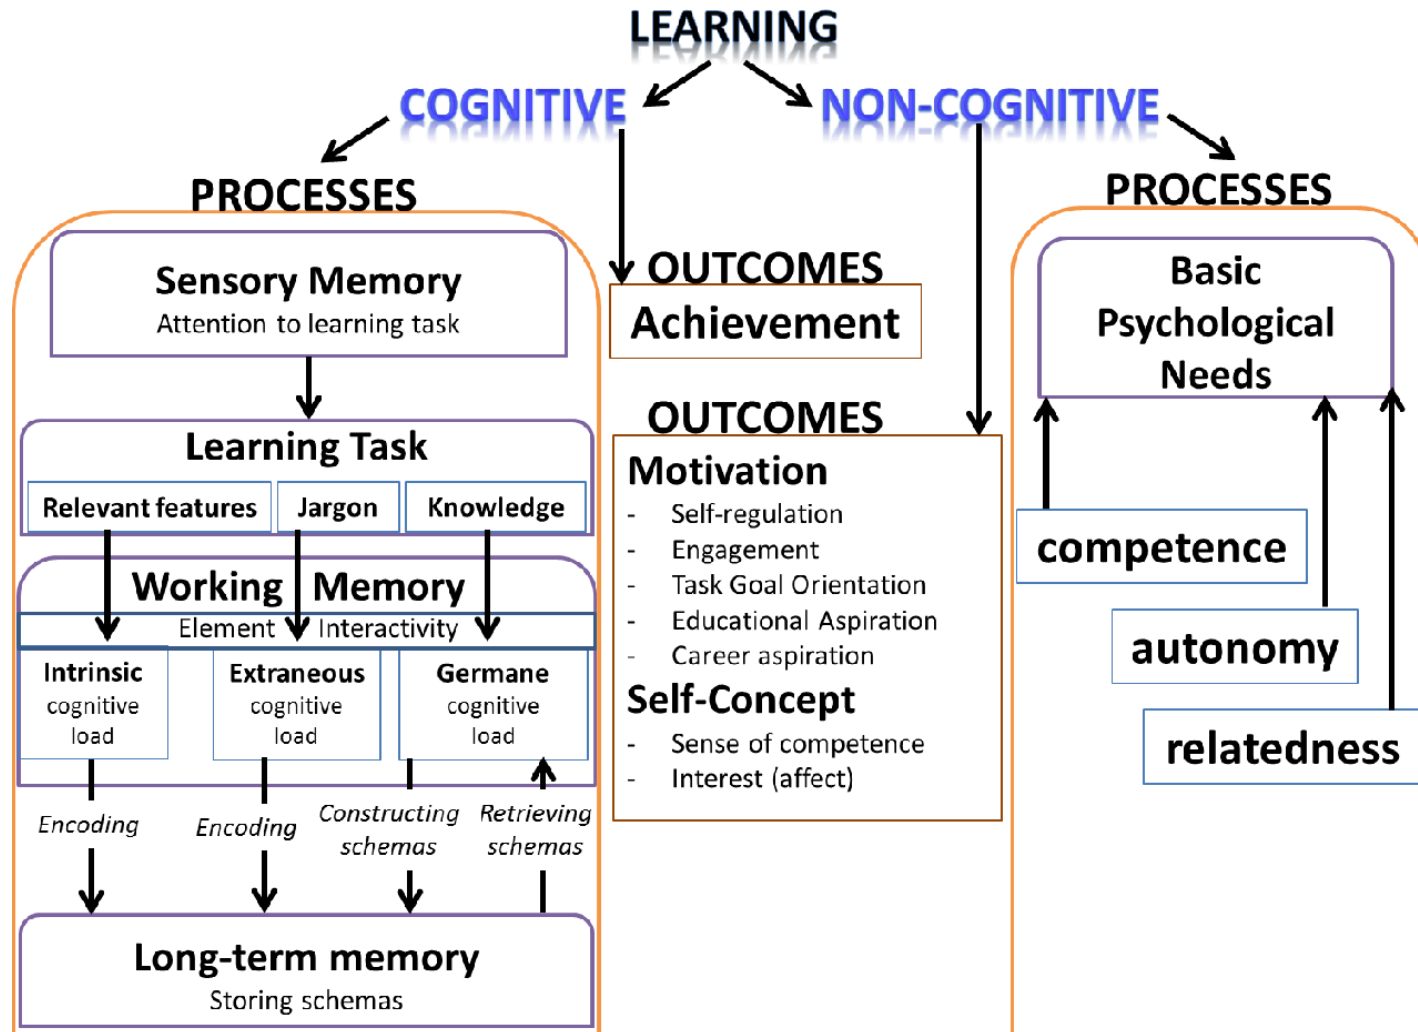 LEARNING
COGNITIVE
NON-COGNITIVE
PROCESSES
Sensory Memory
Attention to learning task
Learning Task
Relevant features
Jargon
Knowledge
Working Memory
Element Interactivity
Intrinsic
cognitive
load
Extraneous
cognitive
load
Germane
cognitive
load
Encoding
Encoding
Constructing
schemas
Retrieving
schemas
Long-term memory
Storing schemas
OUTCOMES
Achievement
OUTCOMES
Motivation
- Self-regulation
- Engagement
- Task Goal Orientation
- Educational Aspiration
- Career aspiration
Self-Concept
- Sense of competence
- Interest (affect)
PROCESSES
Basic
Psychological
Needs
competence
autonomy
relatedness